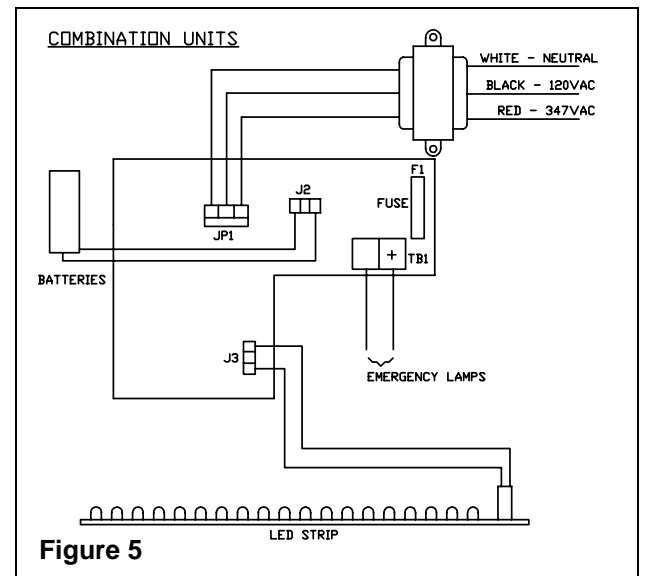 COMBINATION UNITS
WHITE - NEUTRAL
BLACK - 120VAC
RED - 347VAC
F1
J2
FUSE
JP1
+ TB1
BATTERIES
J3
EMERGENCY LAMPS
LED STRIP
Figure 5